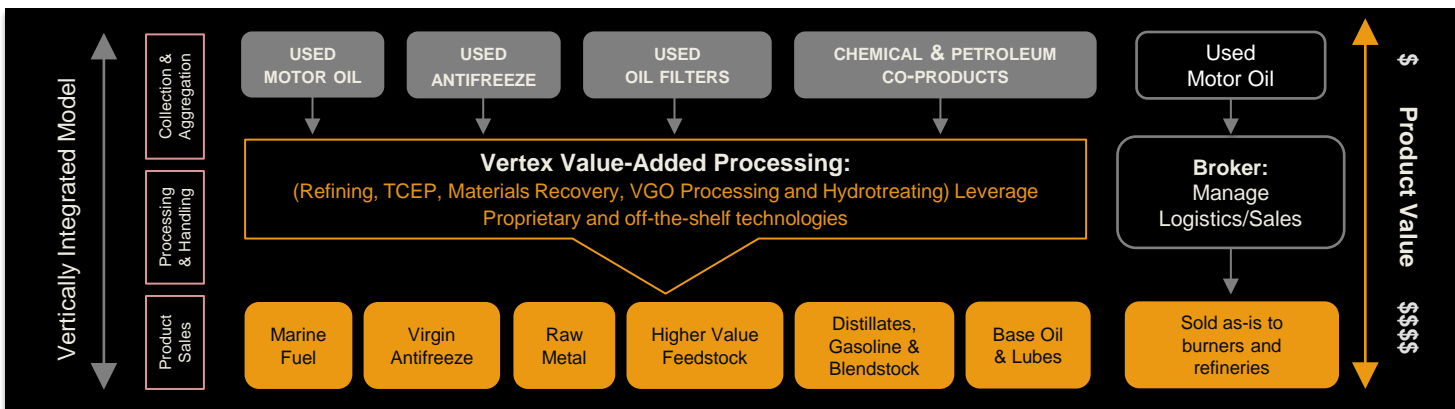 Vertically Integrated Model
Collection &
Aggregation
Processing
& Handling
Product
Sales
USED
MOTOR OIL
USED
ANTIFREEZE
USED
OIL FILTERS
CHEMICAL & PETROLEUM
CO-PRODUCTS
Used
Motor Oil
Vertex Value-Added Processing:
(Refining, TCEP, Materials Recovery, VGO Processing and Hydrotreating) Leverage
Proprietary and off-the-shelf technologies
Broker:
Manage
Logistics/Sales
Marine
Fuel
Virgin
Antifreeze
Raw
Metal
Higher Value
Feedstock
Distillates,
Gasoline &
Blendstock
Base Oil
& Lubes
Sold as-is to
burners and
refineries
$
Product Value
$$$$